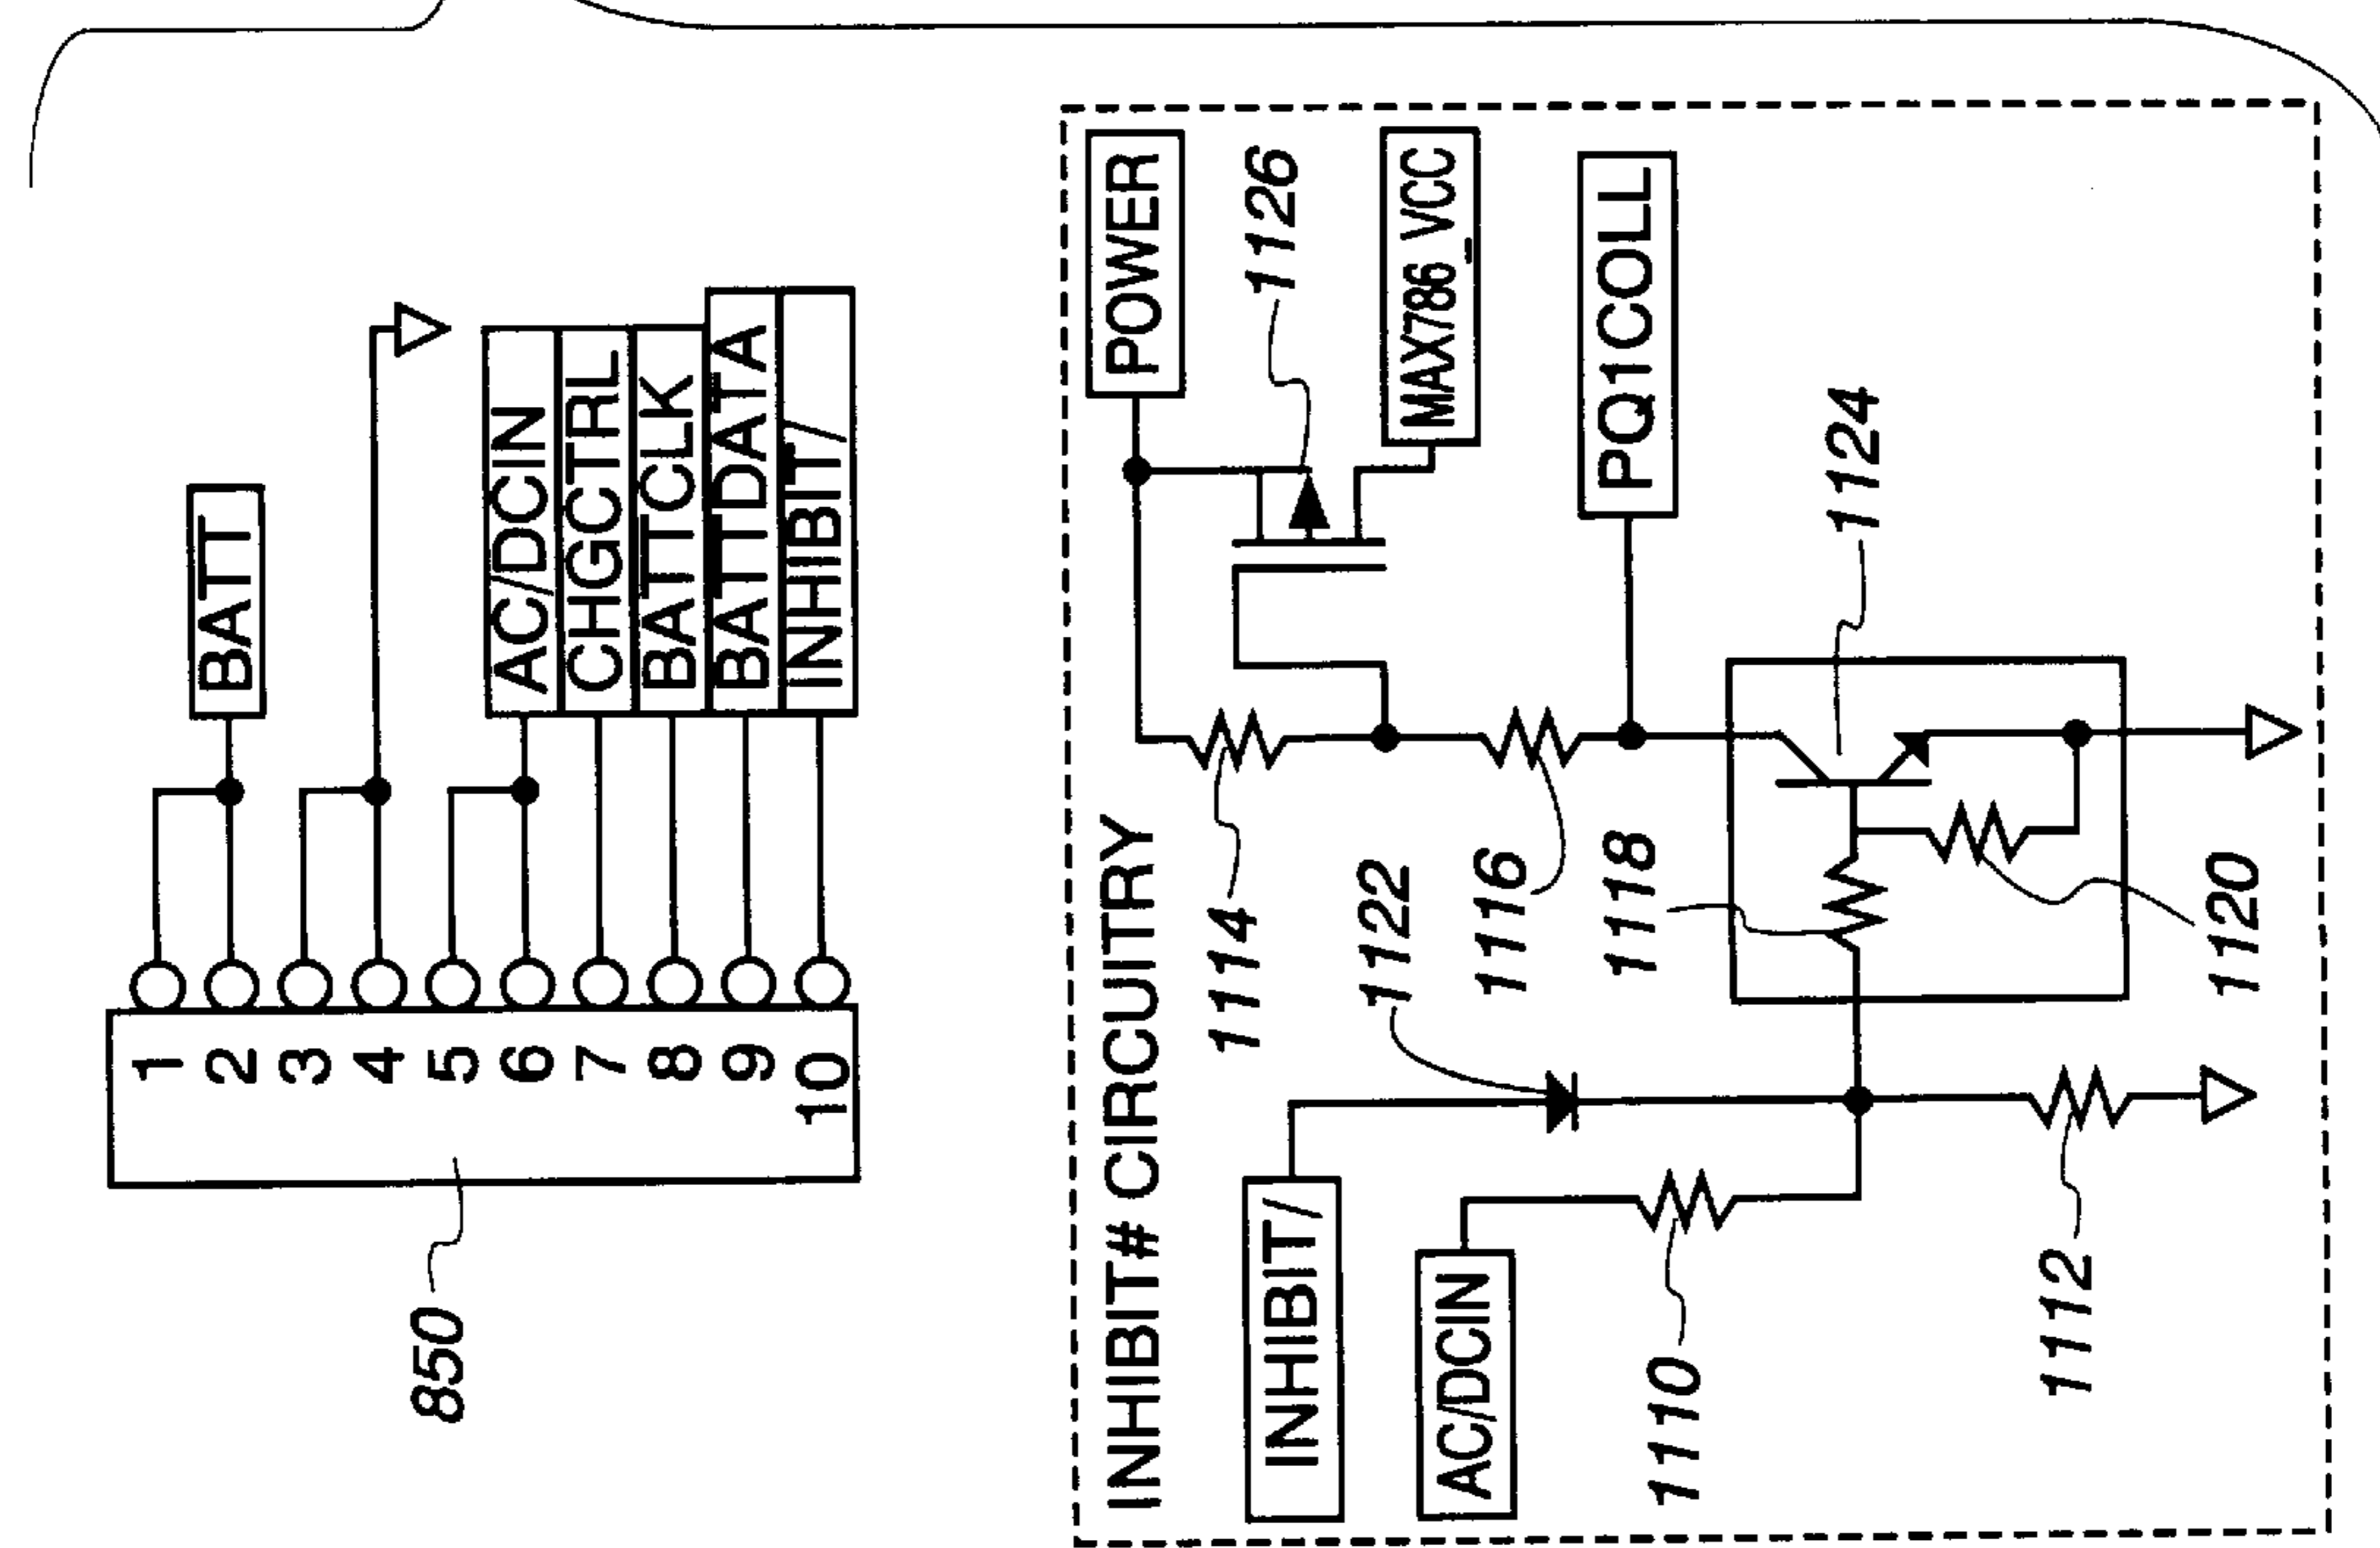 850
1
2
3
4
5
6
7
8
9
10
BATT
AC/DCIN
CHGCTRL
BATTCLK
BATTDATA
INHIBIT/
INHIBIT# CIRCUITRY
INHIBIT/
AC/DCIN
1110
1112
1114
1122
1116
1118
1120
POWER
1126
MAX786_VCC
PQ1COLL
1124